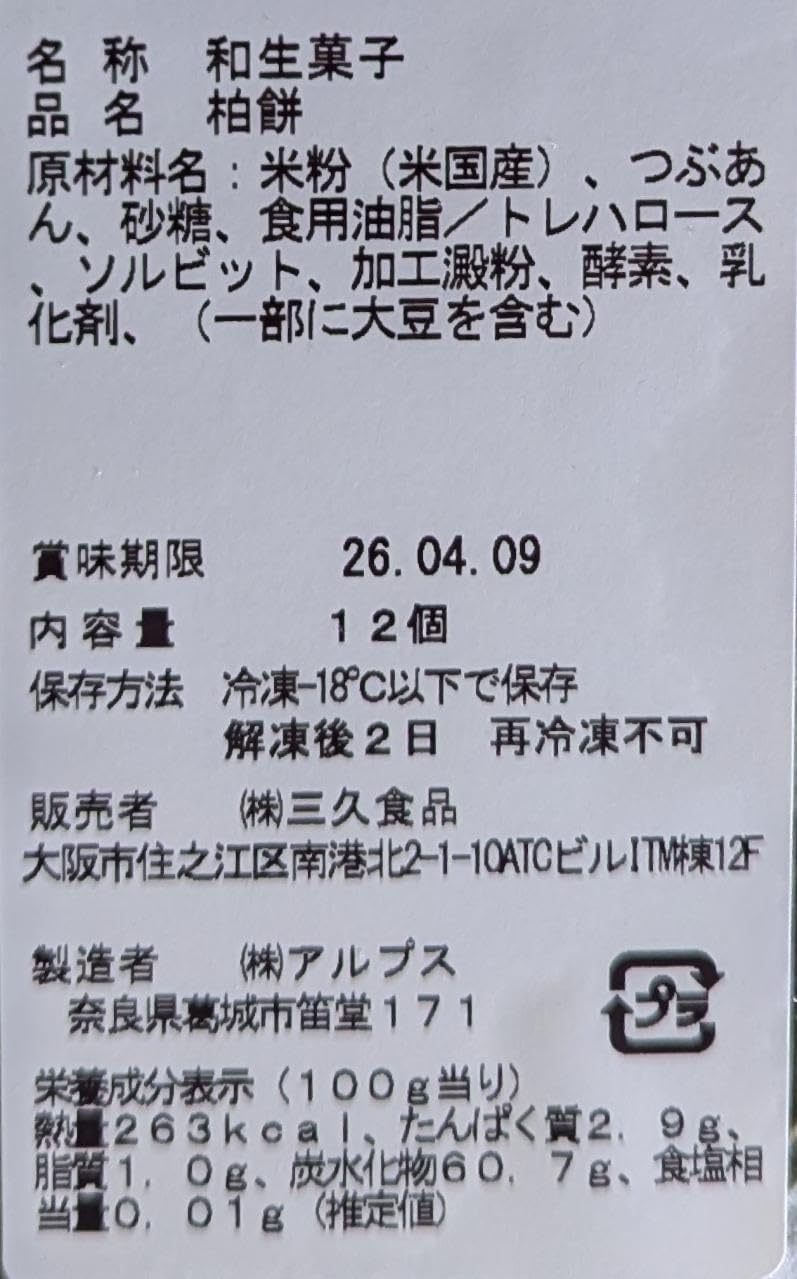 名 称　和生菓子
品 名　柏餅
原材料名：米粉（米国産）、つぶあ
ん、砂糖、食用油脂／トレハロース
、ソルビット、加工澱粉、酵素、乳
化剤、（一部に大豆を含む）
賞味期限　26.04.09
内容量　１２個
保存方法　冷凍-18℃以下で保存
解凍後２日　再冷凍不可
販売者　㈱三久食品
大阪市住之江区南港北2-1-10ATCビルITM棟東12F
製造者　㈱アルプス
奈良県葛城市笛堂１７１
プラ
栄養成分表示（１００ｇ当り）
熱量２６３ｋｃａｌ、たんぱく質２．９ｇ、
脂質１．０ｇ、炭水化物６０．７ｇ、食塩相
当量０．０１ｇ（推定値）